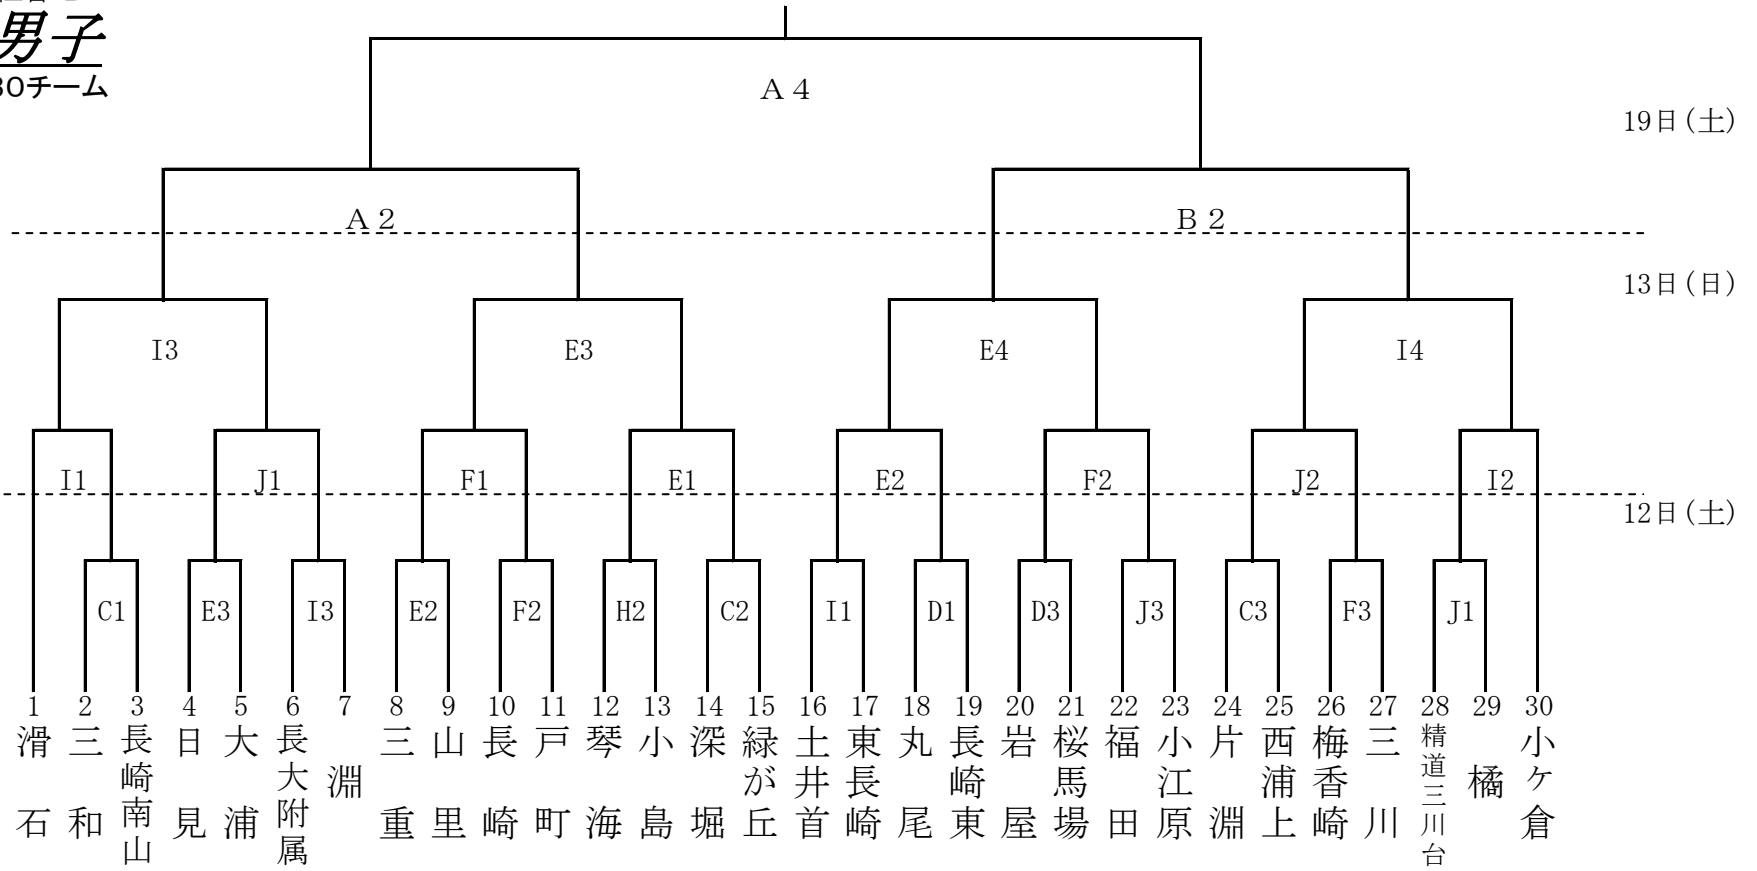 男子
30チーム
A4
19日(土)
A2
B2
13日(日)
I3
E3
E4
I4
I1
J1
F1
E1
E2
F2
J2
I2
12日(土)
C1
E3
I3
E2
F2
H2
C2
I1
D1
D3
J3
C3
F3
J1
1 滑石
2 三和
3 長崎南山
4 日見
5 大浦
6 長大附属
7 淵
8 三重
9 山里
10 長崎
11 戸町
12 琴海
13 小島
14 深堀
15 緑が丘
16 土井首
17 東長崎
18 丸尾
19 長崎東
20 岩屋
21 桜馬場
22 福田
23 小江原
24 片淵
25 西浦上
26 梅香崎
27 三川
28 精道三川台
29 橘
30 小ケ倉